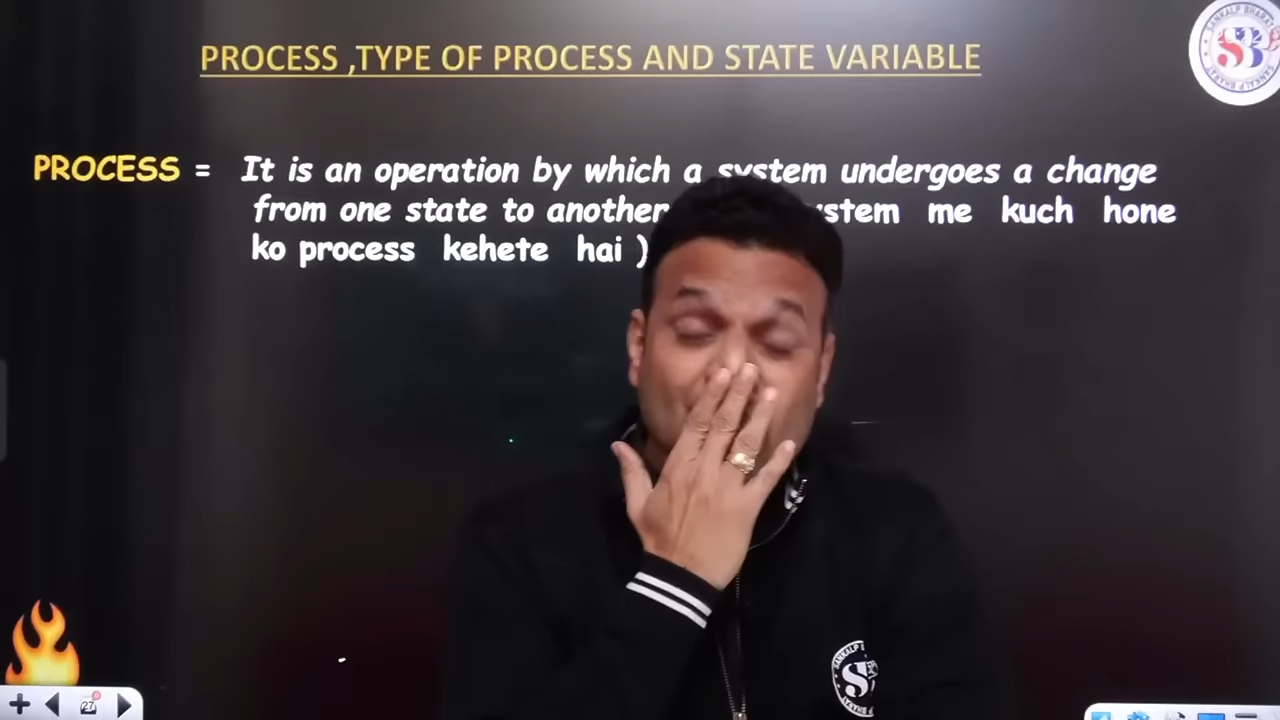 PROCESS ,TYPE OF PROCESS AND STATE VARIABLE
PROCESS = It is an operation by which a system undergoes a change
from one state to another me kuch hone
ko process kehete hai )
27